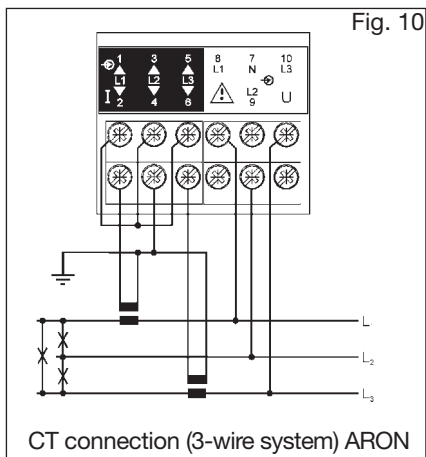 Fig. 10
1 3 5 8 7 10
L1 N L3
L1 L2 L3
I U
L2
2 4 6 9
L
L2
L3
CT connection (3-wire system) ARON